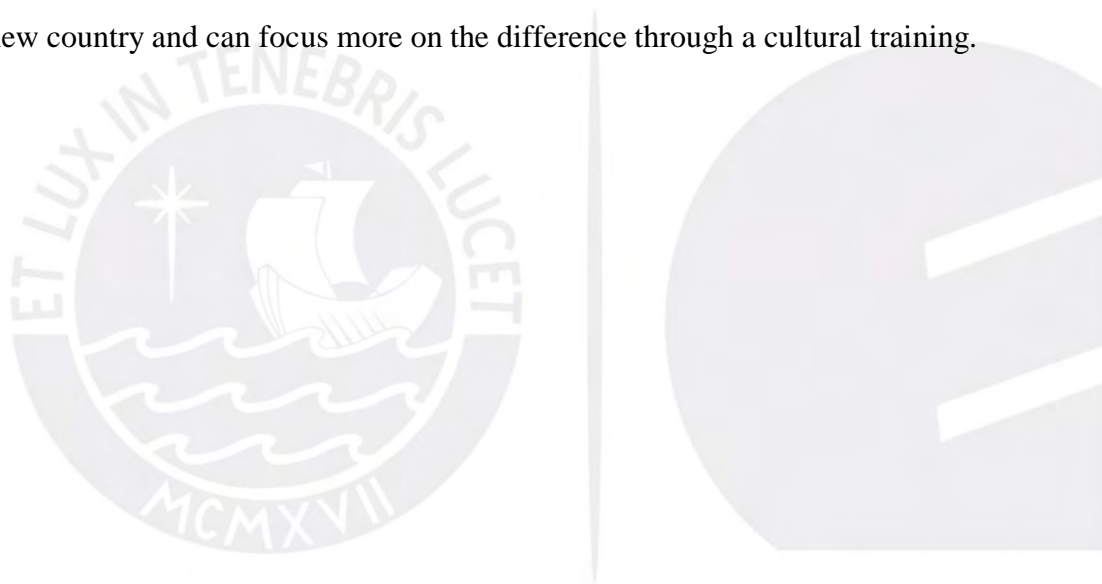 new country and can focus more on the difference through a cultural training.
ET LUX IN TENEBRIS LUCET
MCMXVII